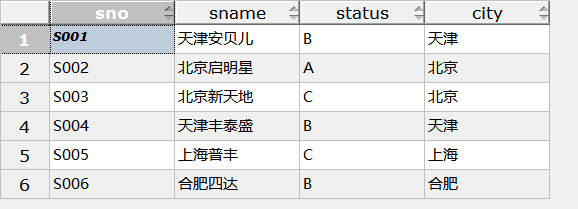 sno sname status city
1 S001 天津安贝儿 B 天津
2 S002 北京启明星 A 北京
3 S003 北京新天地 C 北京
4 S004 天津丰泰盛 B 天津
5 S005 上海普丰 C 上海
6 S006 合肥四达 B 合肥